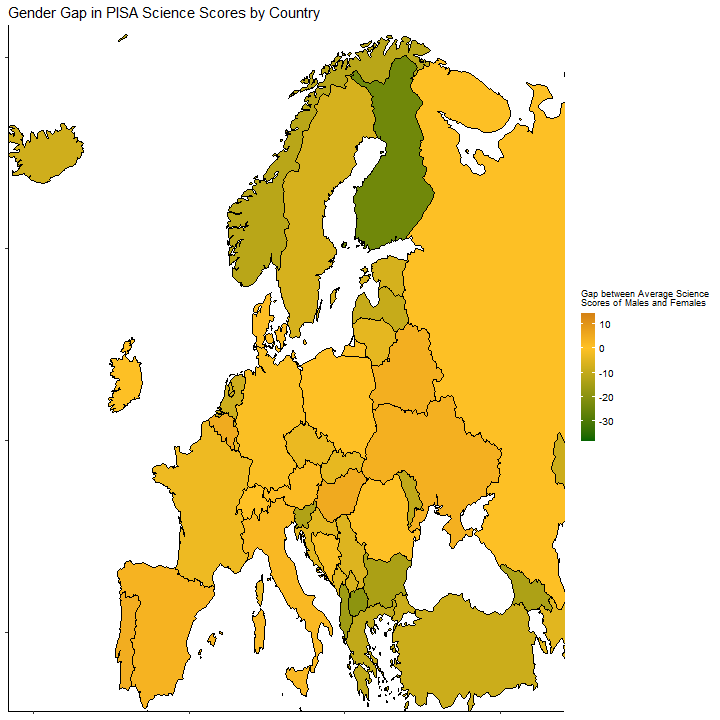 Gender Gap in PISA Science Scores by Country
Gap between Average Science
Scores of Males and Females
10
0
-10
-20
-30